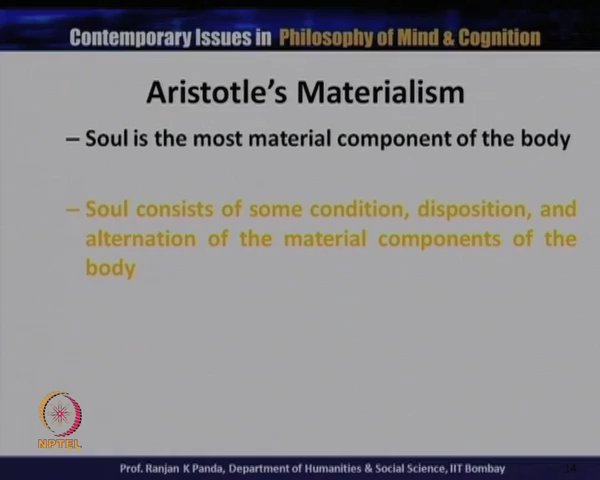 Contemporary Issues in Philosophy of Mind & Cognition
Aristotle's Materialism
– Soul is the most material component of the body
– Soul consists of some condition, disposition, and
alternation of the material components of the
body
NPTEL
Prof. Ranjan K Panda, Department of Humanities & Social Science, IIT Bombay